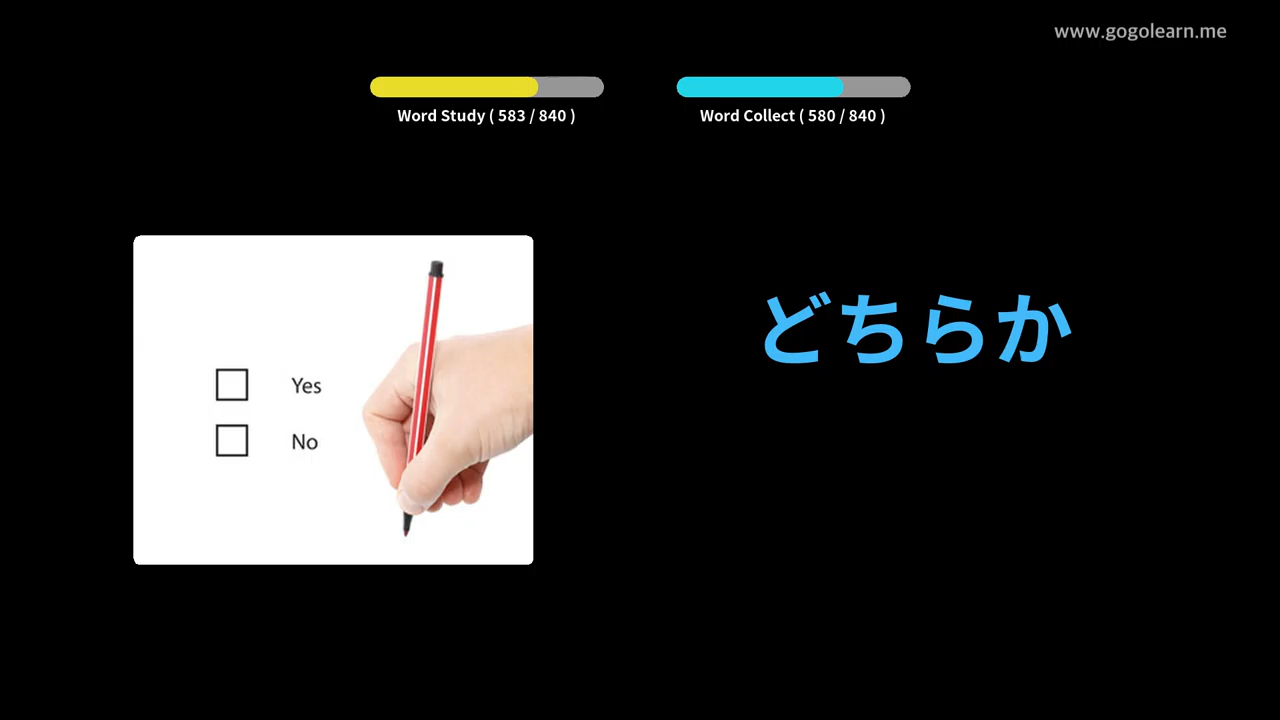 www.gogolearn.me
Word Study ( 583 / 840 )
Word Collect ( 580 / 840 )
Yes
No
どちらか